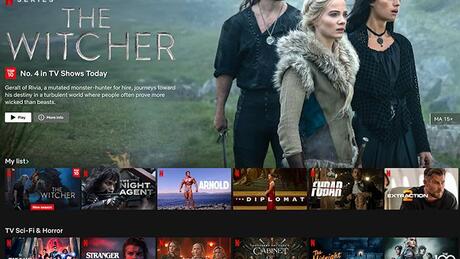 N SERIES
THE
WITCHER
TOP
10
No. 4 in TV Shows Today
Geralt of Rivia, a mutated monster-hunter for hire, journeys toward
his destiny in a turbulent world where people often prove more
wicked than beasts.
Play
More info
MA 15+
My list
THE
WITCHER
New season
NIGHT
AGENT
ARNOLD
THE
DIPLOMAT
FUBAR
EXTRACTION
2
TV Sci-Fi & Horror
TITANS
STRANGER
CABINET
100